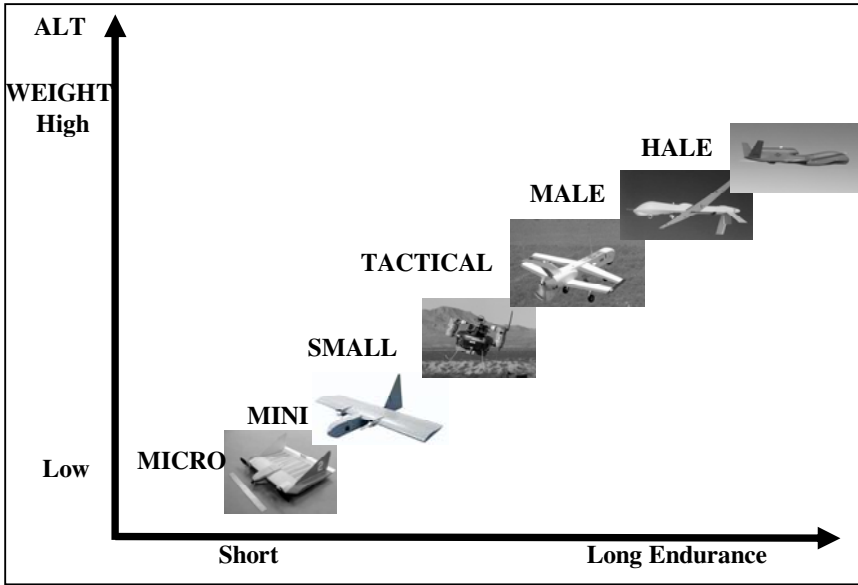 ALT
WEIGHT
High
HALE
MALE
TACTICAL
SMALL
MINI
MICRO
Low
Short
Long Endurance